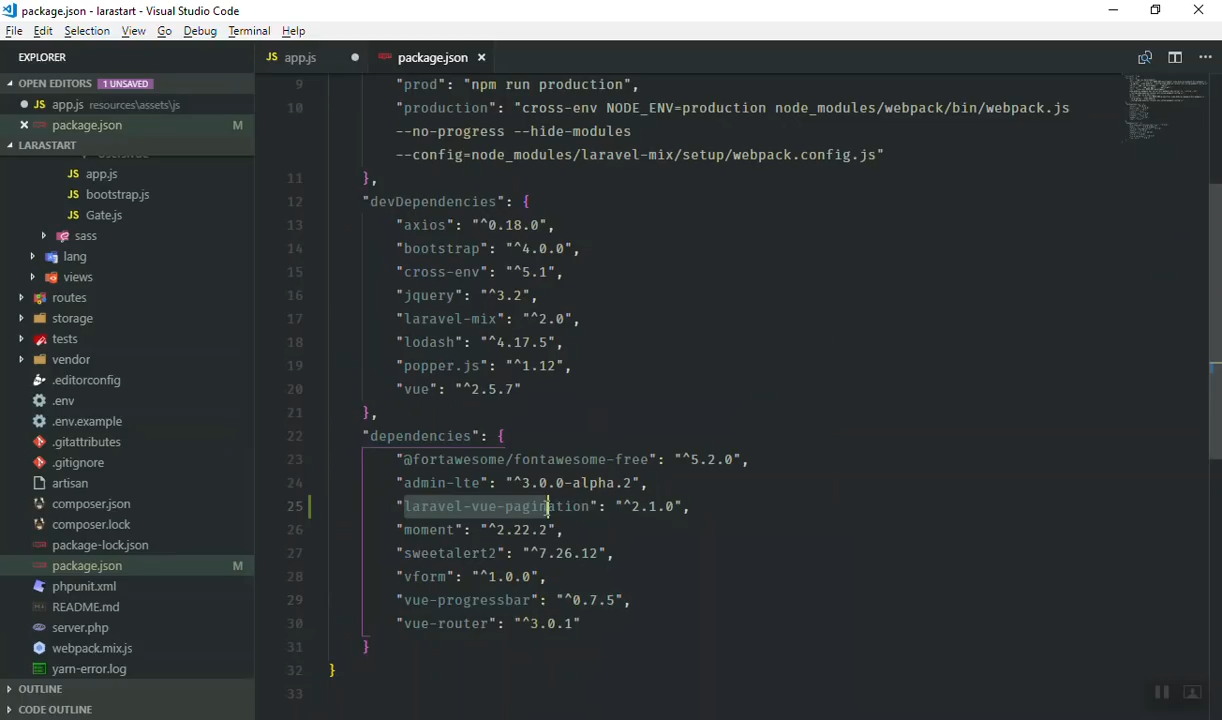 package.json - larastart - Visual Studio Code
File Edit Selection View Go Debug Terminal Help
EXPLORER
OPEN EDITORS 1 UNSAVED
app.js resources\assets\js
package.json M
LARASTART
app.js
bootstrap.js
Gate.js
sass
lang
views
routes
storage
tests
vendor
.editorconfig
.env
.env.example
.gitattributes
.gitignore
artisan
composer.json
composer.lock
package-lock.json
package.json M
phpunit.xml
README.md
server.php
webpack.mix.js
yarn-error.log
OUTLINE
CODE OUTLINE
JS app.js
package.json
9 "prod": "npm run production",
10 "production": "cross-env NODE_ENV=production node_modules/webpack/bin/webpack.js
--no-progress --hide-modules
--config=node_modules/laravel-mix/setup/webpack.config.js"
11 },
12 "devDependencies": {
13 "axios": "^0.18.0",
14 "bootstrap": "^4.0.0",
15 "cross-env": "^5.1",
16 "jquery": "^3.2",
17 "laravel-mix": "^2.0",
18 "lodash": "^4.17.5",
19 "popper.js": "^1.12",
20 "vue": "^2.5.7"
21 },
22 "dependencies": {
23 "@fortawesome/fontawesome-free": "^5.2.0",
24 "admin-lte": "^3.0.0-alpha.2",
25 "laravel-vue-pagination": "^2.1.0",
26 "moment": "^2.22.2",
27 "sweetalert2": "^7.26.12",
28 "vform": "^1.0.0",
29 "vue-progressbar": "^0.7.5",
30 "vue-router": "^3.0.1"
31 }
32 }
33